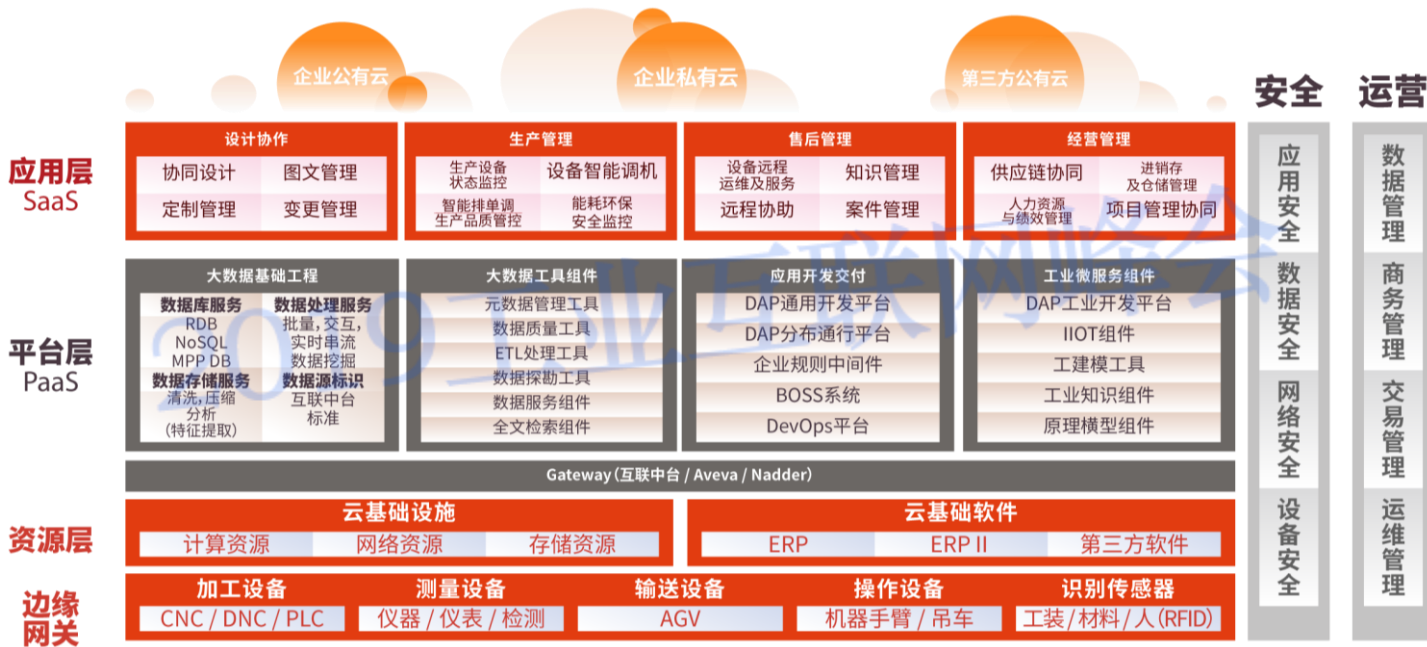 企业公有云
企业私有云
第三方公有云
安全
运营
应用层
SaaS
设计协作
协同设计
图文管理
定制管理
变更管理
生产管理
生产设备
状态监控
设备智能调机
智能排单调
生产品质管控
能耗环保
安全监控
售后管理
设备远程
运维及服务
知识管理
远程协助
案件管理
经营管理
供应链协同
进销存
及仓储管理
人力资源
与绩效管理
项目管理协同
平台层
PaaS
大数据基础工程
数据库服务
RDB
NoSQL
MPP DB
数据处理服务
批量,交互,
实时串流
数据挖掘
数据存储服务
清洗,压缩
分析
(特征提取)
数据源标识
互联中台
标准
大数据工具组件
元数据管理工具
数据质量工具
ETL处理工具
数据探勘工具
数据服务组件
全文检索组件
应用开发交付
DAP通用开发平台
DAP分布通行平台
企业规则中间件
BOSS系统
DevOps平台
工业微服务组件
DAP工业开发平台
IIOT组件
工建模工具
工业知识组件
原理模型组件
Gateway(互联中台 / Aveva / Nadder)
资源层
云基础设施
计算资源
网络资源
存储资源
云基础软件
ERP
ERP II
第三方软件
边缘
网关
加工设备
CNC / DNC / PLC
测量设备
仪器 / 仪表 / 检测
输送设备
AGV
操作设备
机器手臂 / 吊车
识别传感器
工装/材料/人(RFID)
应用安全
数据安全
网络安全
设备安全
数据管理
商务管理
交易管理
运维管理
2019工业互联网峰会